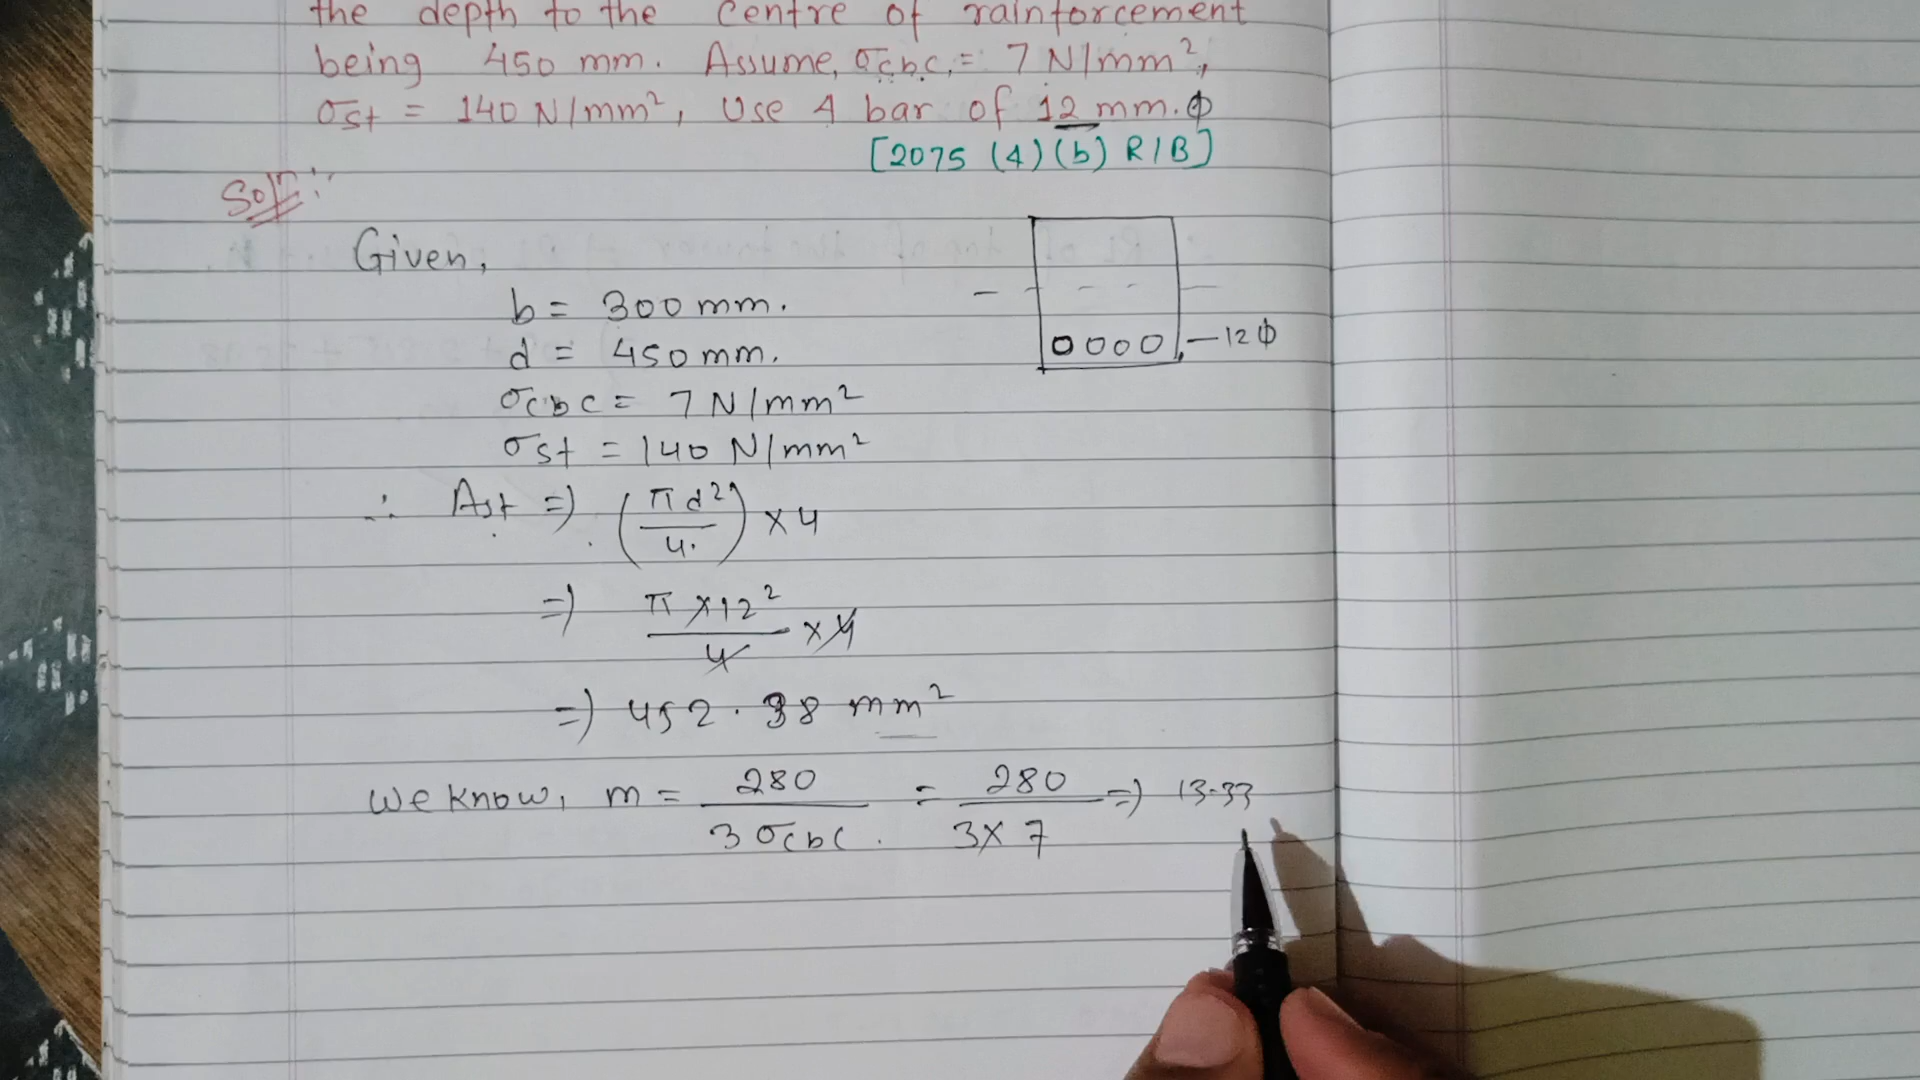 the depth to the centre of rainforcement
being 450 mm. Assume, σcbc = 7 N/mm²,
σst = 140 N/mm², Use 4 bar of 12 mm.ϕ
[2075 (4)(b) R/B]
Solⁿ:
Given,
b = 300 mm.
d = 450 mm.
σcbc = 7 N/mm²
σst = 140 N/mm²
—12 ϕ
∴ Ast ⇒ (πd²/4) × 4
⇒ π × 12²/4 × 4
⇒ 452.38 mm²
We know, m = 280/3σcbc. = 280/3×7 ⇒ 13.33